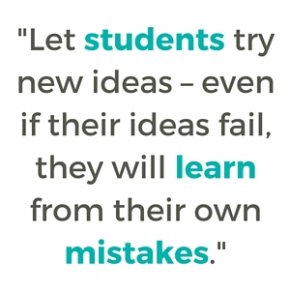 "Let students try
new ideas – even
if their ideas fail,
they will learn
from their own
mistakes."